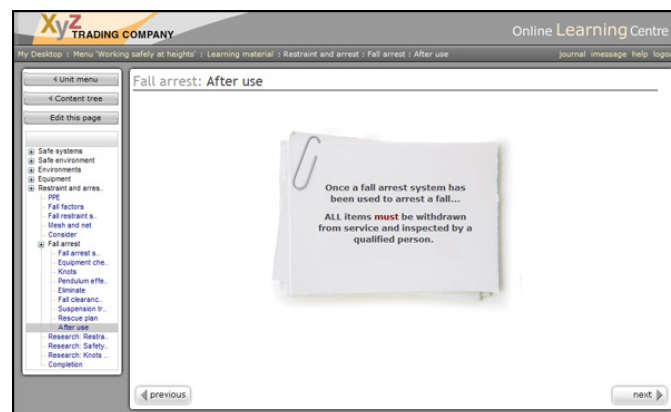 XyZ TRADING COMPANY
Online Learning Centre
My Desktop : Menu 'Working safely at heights' : Learning material : Restraint and arrest : Fall arrest : After use
journal imessage help logou
Unit menu
Content tree
Edit this page
Safe systems
Safe environment
Environments
Equipment
Restraint and arres..
PPE
Fall factors
Fall restraint s..
Mesh and net
Consider
Fall arrest
Fall arrest s..
Equipment che..
Knots
Pendulum effe..
Eliminate
Fall clearanc..
Suspension tr..
Rescue plan
After use
Research: Restra..
Research: Safety..
Research: Knots ..
Completion
Fall arrest: After use
Once a fall arrest system has
been used to arrest a fall...
ALL items must be withdrawn
from service and inspected by a
qualified person.
previous
next